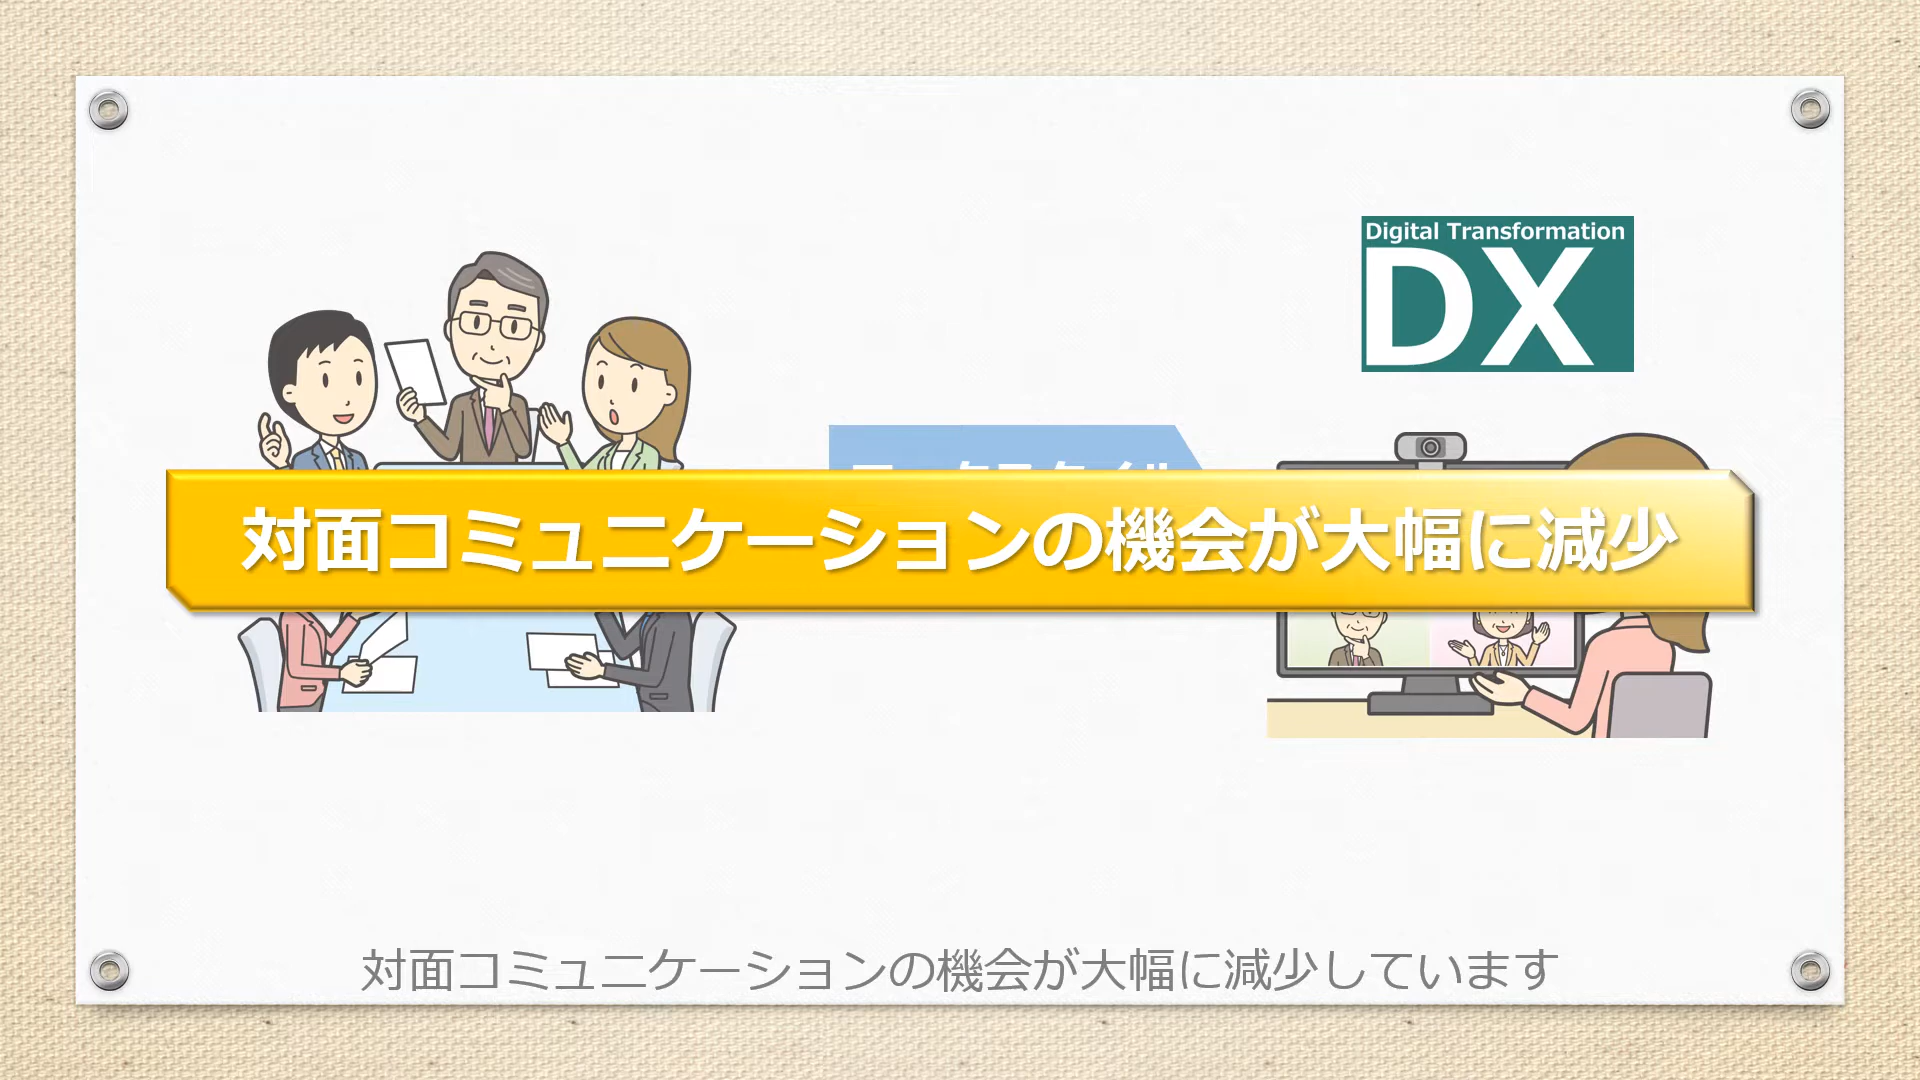 Digital Transformation
DX
対面コミュニケーションの機会が大幅に減少
対面コミュニケーションの機会が大幅に減少しています